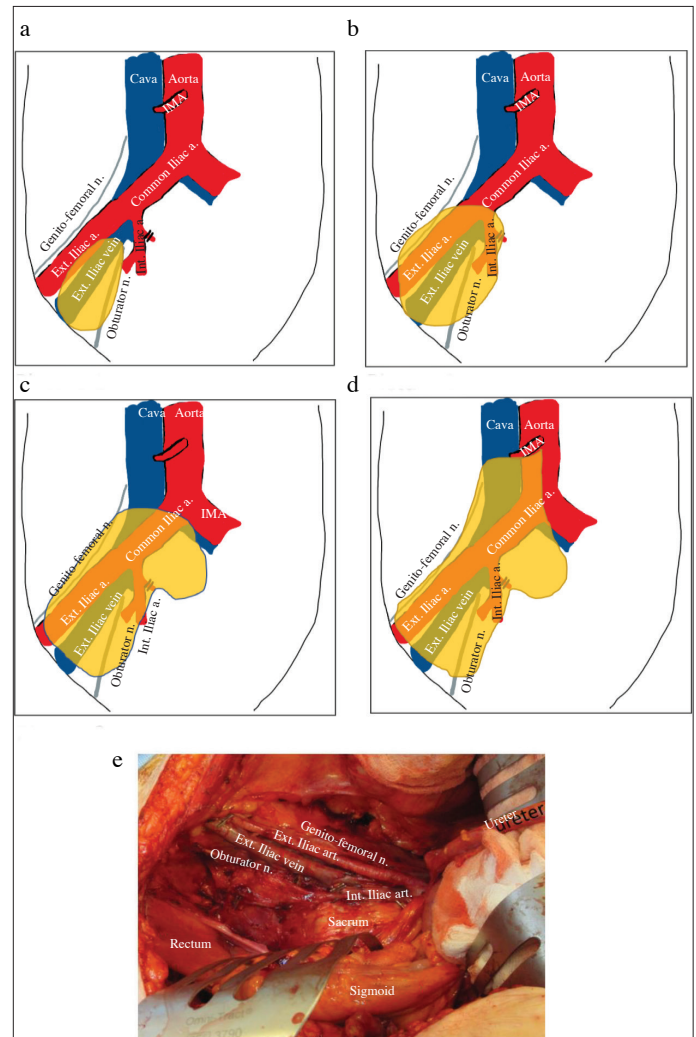 a
Cava
Aorta
IMA
Common Iliac a.
Genito-femoral n.
Ext. Iliac a.
Ext. Iliac vein
Int. Iliac a.
Obturator n.
b
Cava
Aorta
IMA
Common Iliac a.
Genito-femoral n.
Ext. Iliac a.
Ext. Iliac vein
Int. Iliac a.
Obturator n.
c
Cava
Aorta
Common Iliac a.
IMA
Genito-femoral n.
Ext. Iliac a.
Ext. Iliac vein
Obturator n.
Int. Iliac a.
d
Cava
Aorta
IMA
Common Iliac a.
Genito-femoral n.
Ext. Iliac a.
Ext. Iliac vein
Int. Iliac a.
Obturator n.
e
Ureter
Ureter
Genito-femoral n.
Ext. Iliac art.
Ext. Iliac vein
Obturator n.
Int. Iliac art.
Sacrum
Rectum
Sigmoid